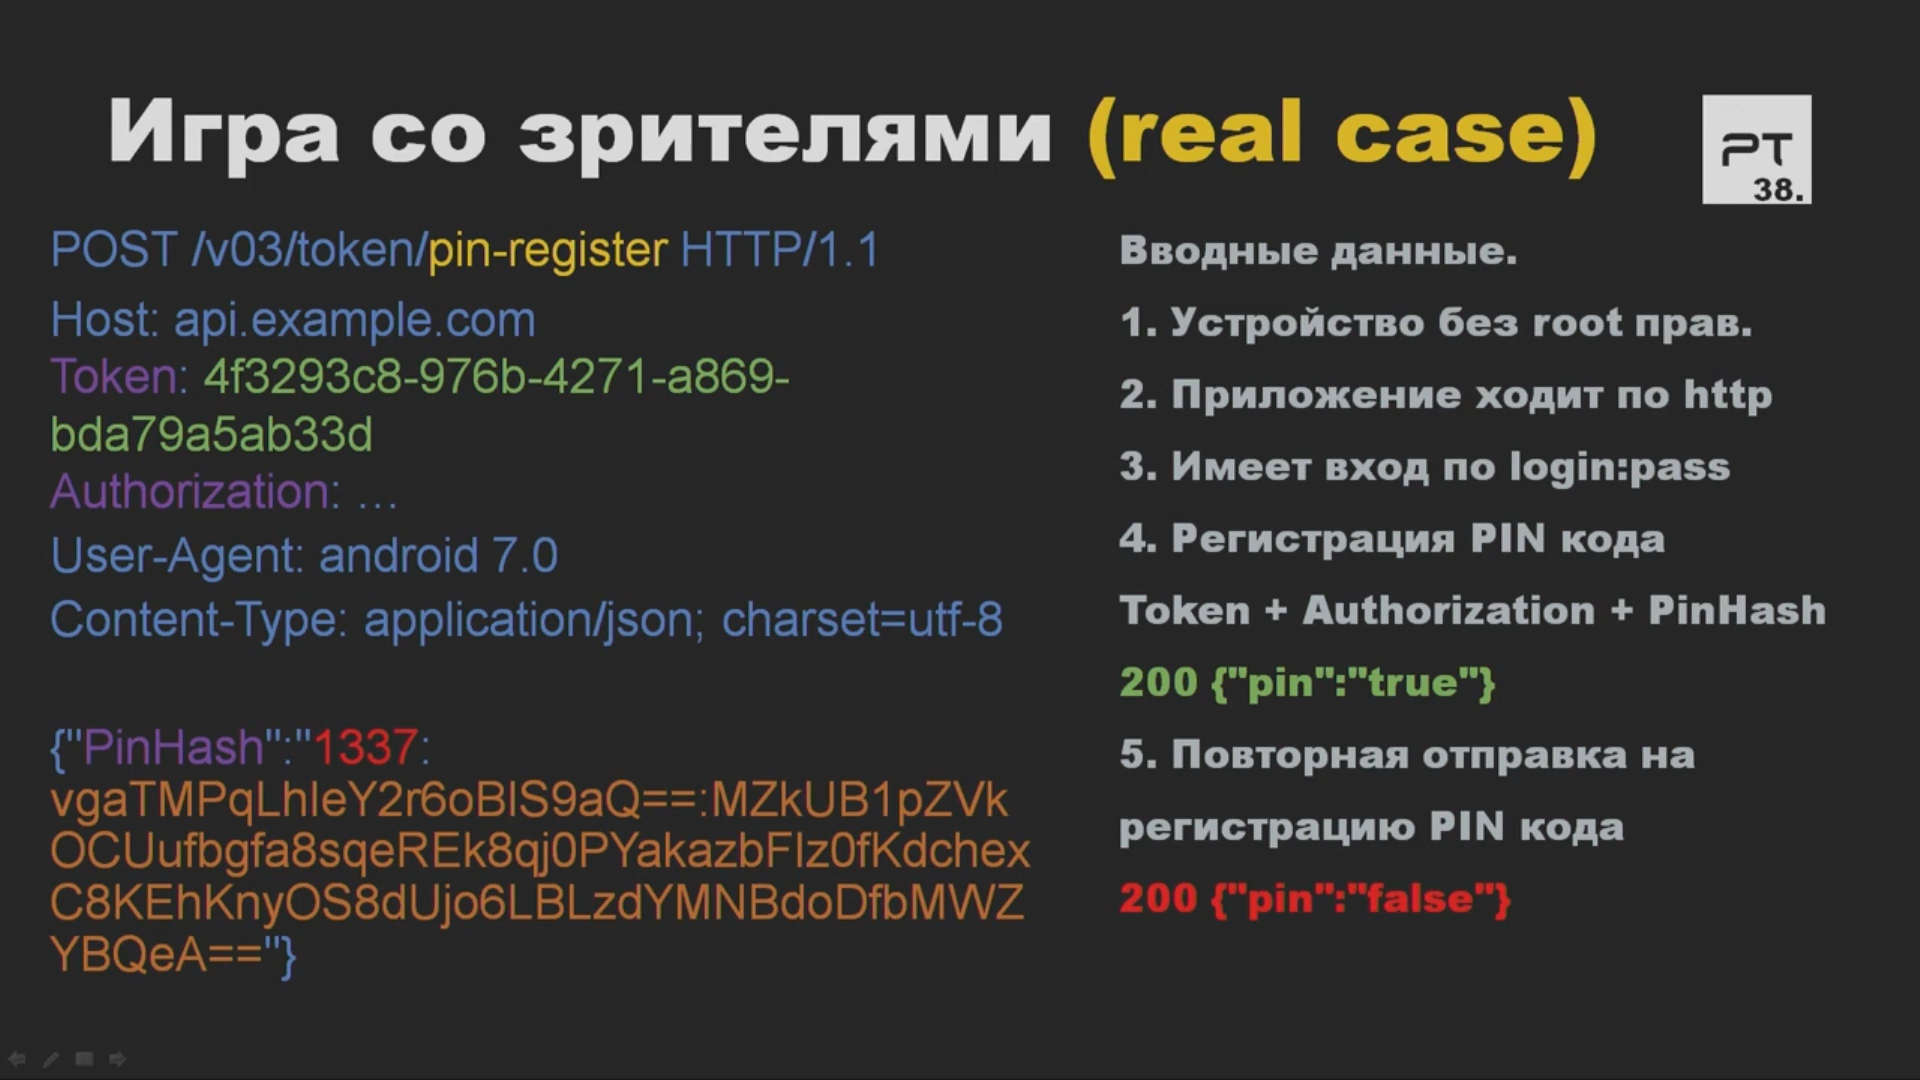 Игра со зрителями (real case)
PT
38.
POST /v03/token/pin-register HTTP/1.1
Host: api.example.com
Token: 4f3293c8-976b-4271-a869-
bda79a5ab33d
Authorization: ...
User-Agent: android 7.0
Content-Type: application/json; charset=utf-8
{"PinHash":"1337:
vgaTMPqLhleY2r6oBIS9aQ==:MZkUB1pZVk
OCUufbgfa8sqeREk8qj0PYakazbFIz0fKdchex
C8KEhKnyOS8dUjo6LBLzdYMNBdoDfbMWZ
YBQeA=="}
Вводные данные.
1. Устройство без root прав.
2. Приложение ходит по http
3. Имеет вход по login:pass
4. Регистрация PIN кода
Token + Authorization + PinHash
200 {"pin":"true"}
5. Повторная отправка на
регистрацию PIN кода
200 {"pin":"false"}